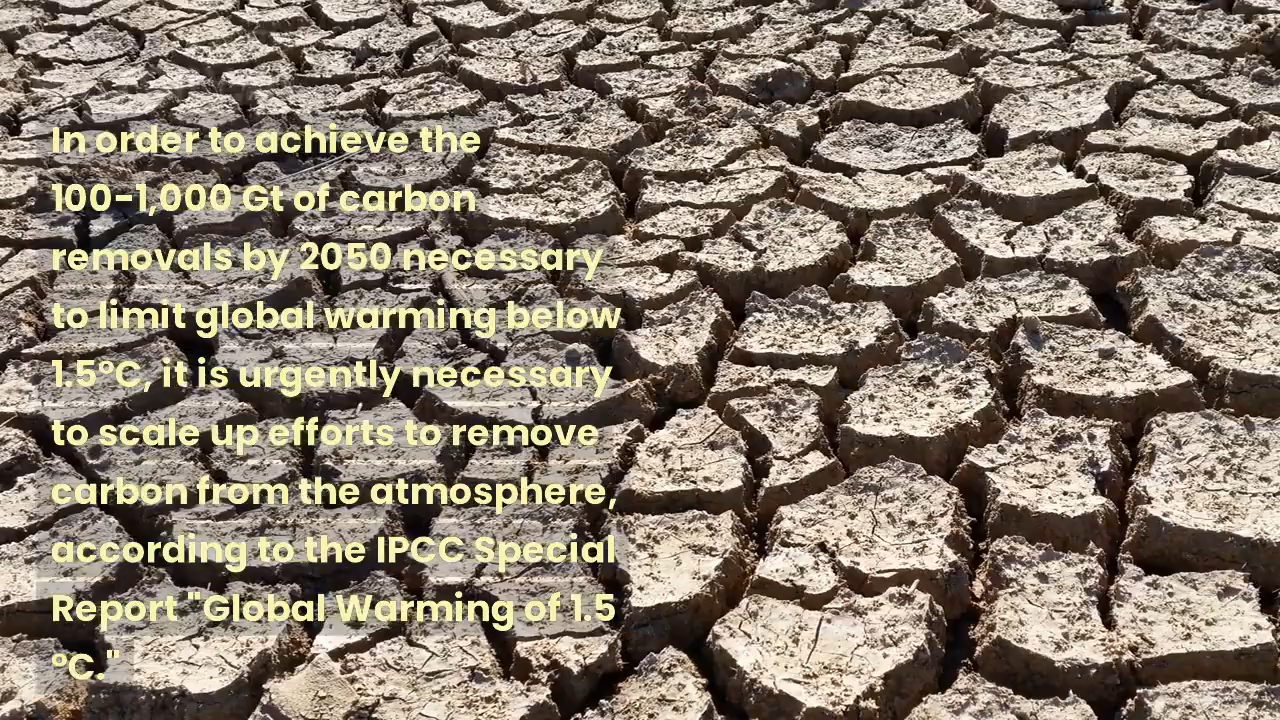 In order to achieve the
100-1,000 Gt of carbon
removals by 2050 necessary
to limit global warming below
1.5°C, it is urgently necessary
to scale up efforts to remove
carbon from the atmosphere,
according to the IPCC Special
Report "Global Warming of 1.5
°C."